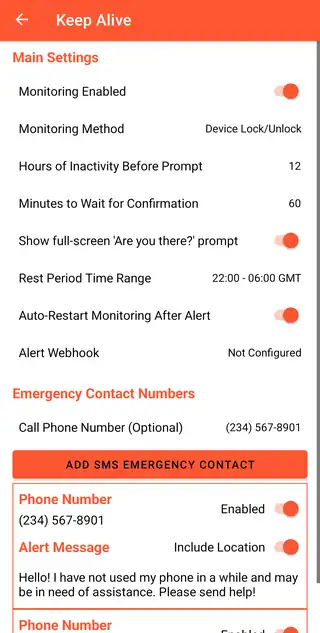 Keep Alive
Main Settings
Monitoring Enabled
Monitoring Method Device Lock/Unlock
Hours of Inactivity Before Prompt 12
Minutes to Wait for Confirmation 60
Show full-screen 'Are you there?' prompt
Rest Period Time Range 22:00 - 06:00 GMT
Auto-Restart Monitoring After Alert
Alert Webhook Not Configured
Emergency Contact Numbers
Call Phone Number (Optional) (234) 567-8901
ADD SMS EMERGENCY CONTACT
Phone Number
Enabled
(234) 567-8901
Alert Message Include Location
Hello! I have not used my phone in a while and may
be in need of assistance. Please send help!
Phone Number
Enabled